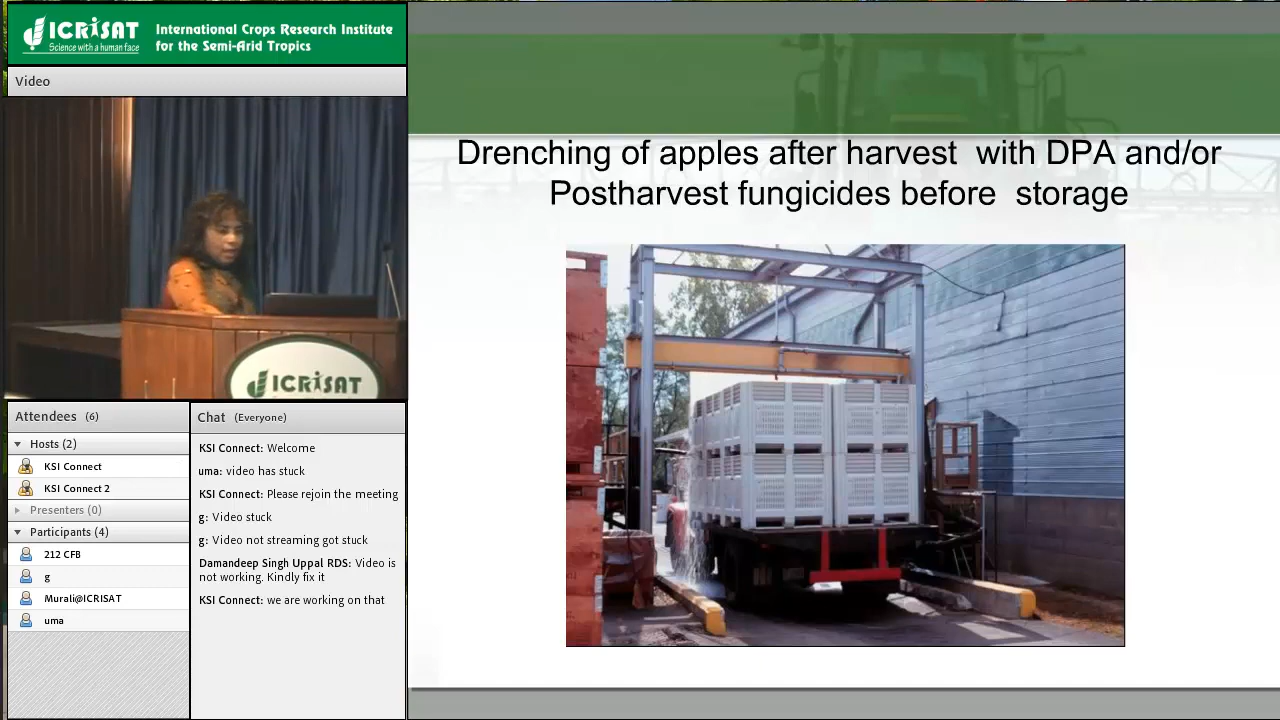 ICRISAT
Science with a human face
International Crops Research Institute
for the Semi-Arid Tropics
Video
ICRISAT
Attendees (6)
Hosts (2)
KSI Connect
KSI Connect 2
Presenters (0)
Participants (4)
212 CFB
g
Murali@ICRISAT
uma
Chat (Everyone)
KSI Connect: Welcome
uma: video has stuck
KSI Connect: Please rejoin the meeting
g: Video stuck
g: Video not streaming got stuck
Damandeep Singh Uppal RDS: Video is
not working. Kindly fix it
KSI Connect: we are working on that
Drenching of apples after harvest with DPA and/or
Postharvest fungicides before storage